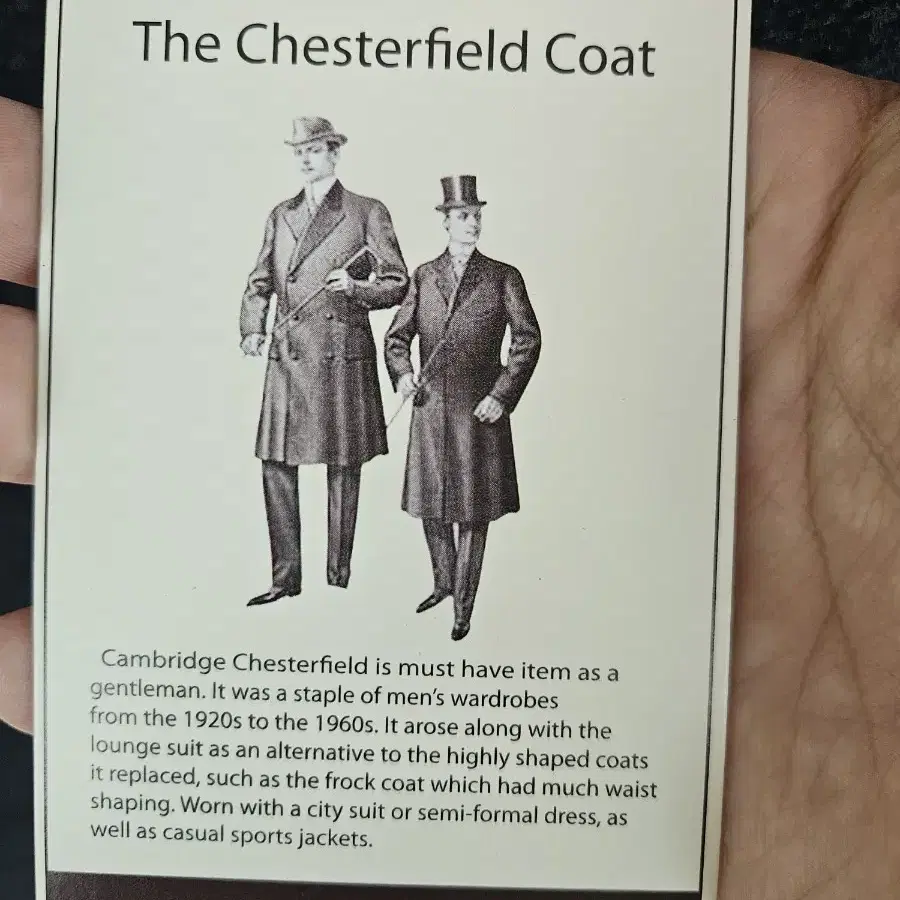 The Chesterfield Coat
Cambridge Chesterfield is must have item as a
gentleman. It was a staple of men's wardrobes
from the 1920s to the 1960s. It arose along with the
lounge suit as an alternative to the highly shaped coats
it replaced, such as the frock coat which had much waist
shaping. Worn with a city suit or semi-formal dress, as
well as casual sports jackets.